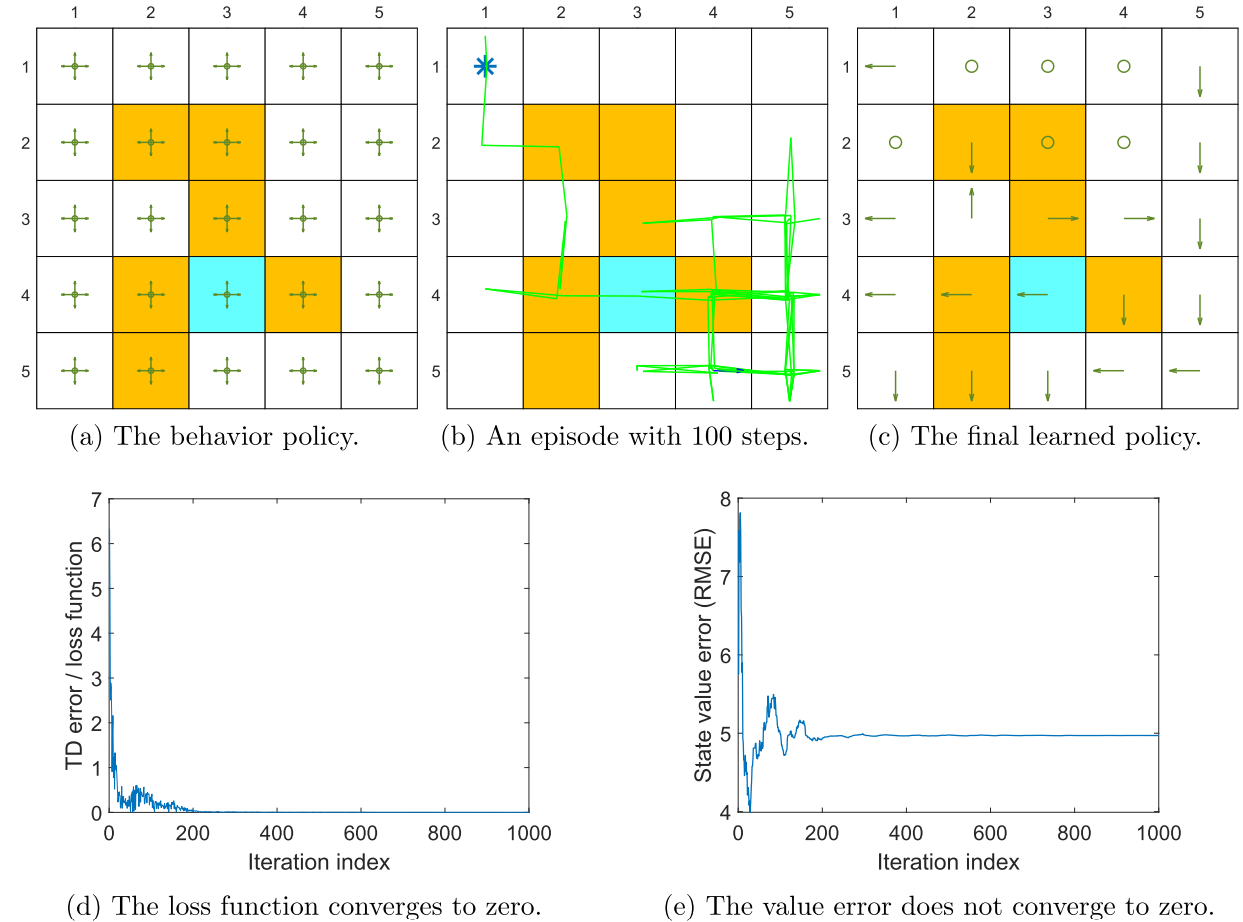 1 2 3 4 5 1 2 3 4 5 1 2 3 4 5
1 1 1
2 2 2
3 3 3
4 4 4
5 5 5
(a) The behavior policy. (b) An episode with 100 steps. (c) The final learned policy.
7
6
5
4
3
2
1
0
TD error / loss function
0 200 400 600 800 1000
Iteration index
(d) The loss function converges to zero.
8
7
6
5
4
State value error (RMSE)
0 200 400 600 800 1000
Iteration index
(e) The value error does not converge to zero.